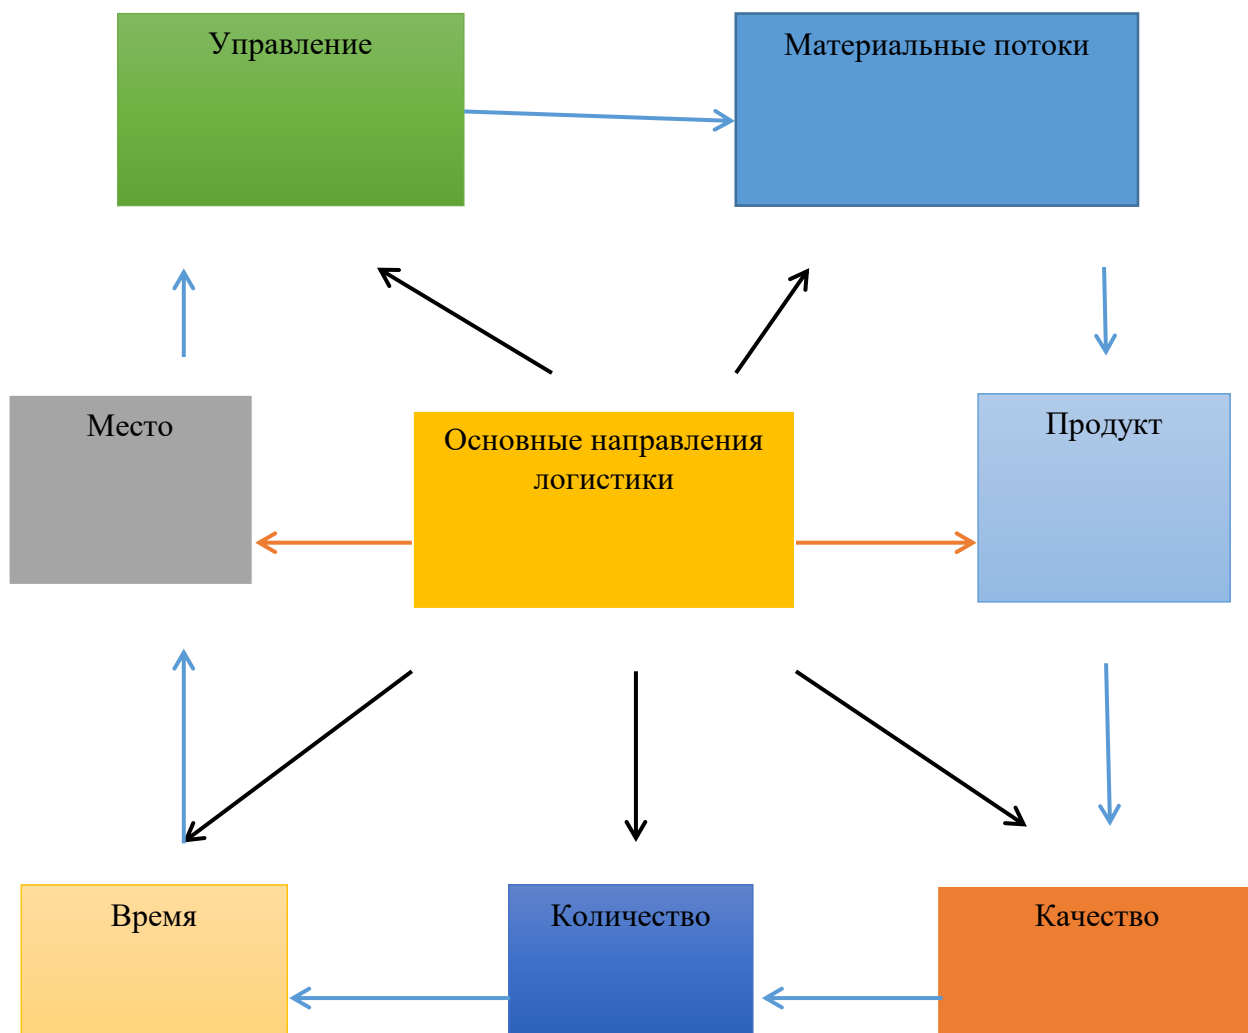 Управление
Материальные потоки
Место
Основные направления
логистики
Продукт
Время
Количество
Качество